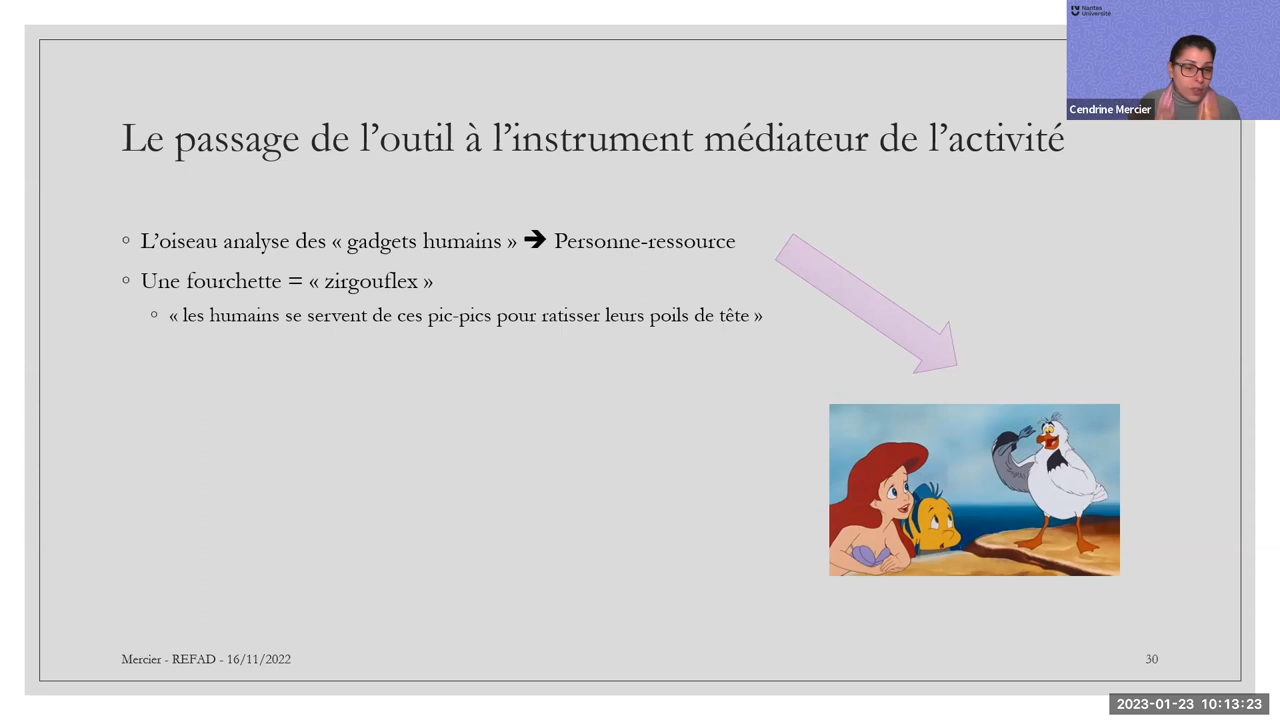 Nantes
Université
Cendrine Mercier
Le passage de l’outil à l’instrument médiateur de l’activité
◦ L’oiseau analyse des « gadgets humains » ➔ Personne-ressource
◦ Une fourchette = « zirgouflex »
◦ « les humains se servent de ces pic-pics pour ratisser leurs poils de tête »
Mercier - REFAD - 16/11/2022
30
2023-01-23 10:13:23